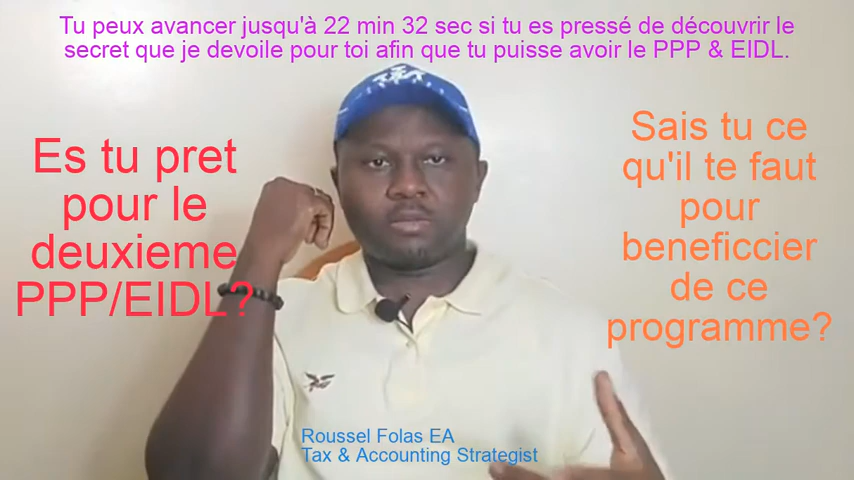 Tu peux avancer jusqu'à 22 min 32 sec si tu es pressé de découvrir le
secret que je devoile pour toi afin que tu puisse avoir le PPP & EIDL.
Es tu pret
pour le
deuxieme
PPP/EIDL?
Sais tu ce
qu'il te faut
pour
beneficcier
de ce
programme?
Roussel Folas EA
Tax & Accounting Strategist